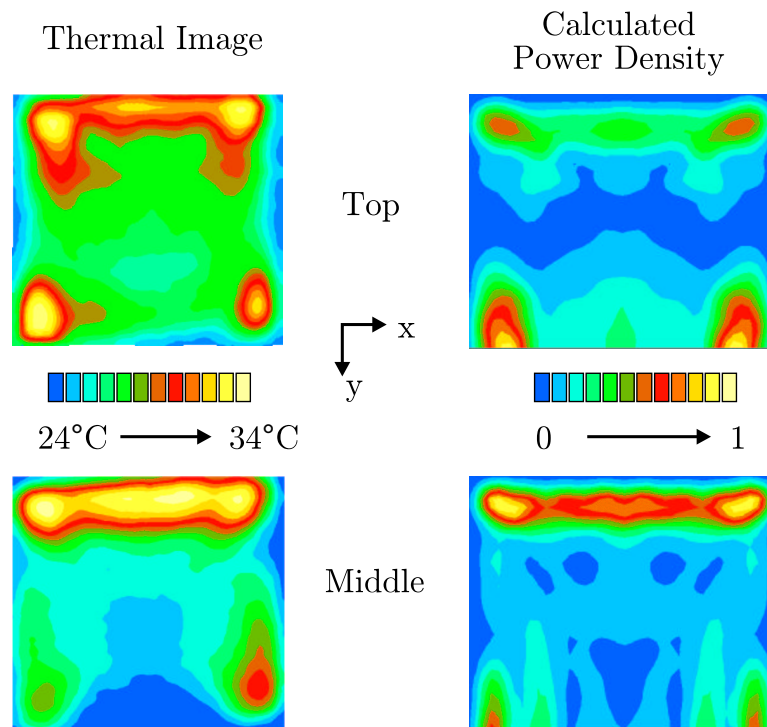 Thermal Image
Calculated
Power Density
Top
x
y
24°C
34°C
0
1
Middle